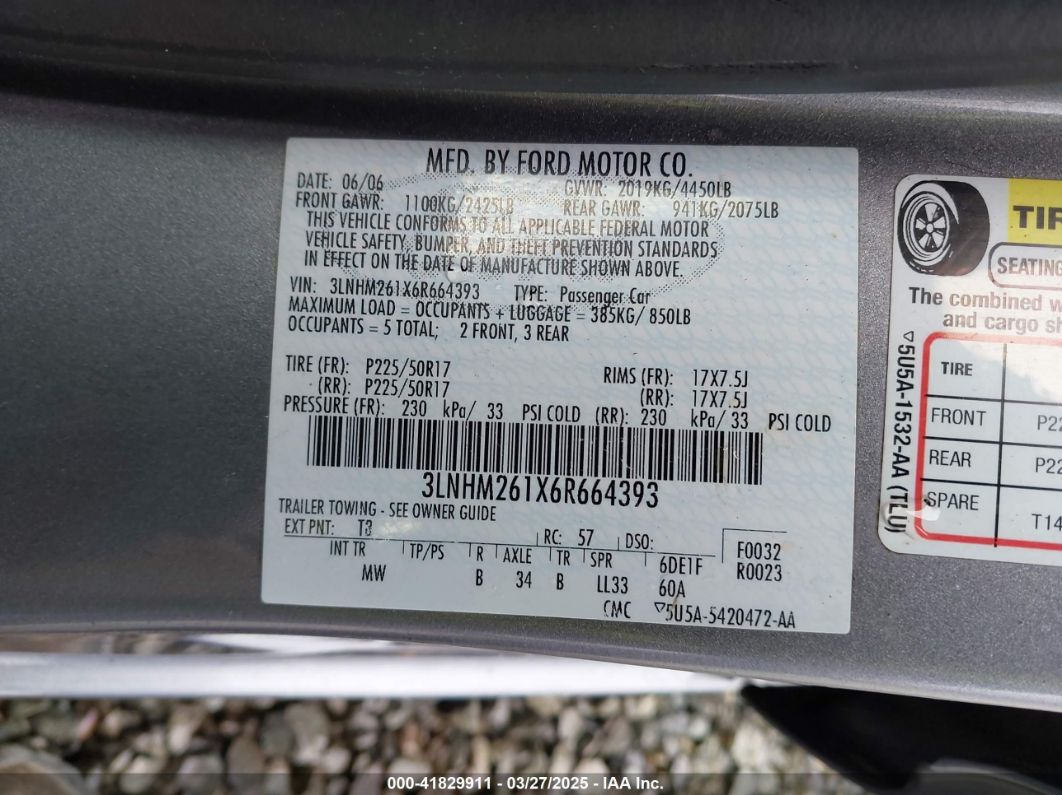 MFD. BY FORD MOTOR CO.
DATE: 06/06 GVWR: 2019KG/4450LB
FRONT GAWR: 1100KG/2425LB REAR GAWR: 941KG/2075LB
THIS VEHICLE CONFORMS TO ALL APPLICABLE FEDERAL MOTOR
VEHICLE SAFETY, BUMPER, AND THEFT PREVENTION STANDARDS
IN EFFECT ON THE DATE OF MANUFACTURE SHOWN ABOVE.
VIN: 3LNHM261X6R664393 TYPE: Passenger Car
MAXIMUM LOAD = OCCUPANTS + LUGGAGE = 385KG/ 850LB
OCCUPANTS = 5 TOTAL; 2 FRONT, 3 REAR
TIRE (FR): P225/50R17 RIMS (FR): 17X7.5J
(RR): P225/50R17 (RR): 17X7.5J
PRESSURE (FR): 230 kPa/ 33 PSI COLD (RR): 230 kPa/ 33 PSI COLD
3LNHM261X6R664393
TRAILER TOWING - SEE OWNER GUIDE
EXT PNT: T3 RC: 57 DSO: F0032
INT TR TP/PS R AXLE TR SPR 6DE1F R0023
MW B 34 B LL33 60A
CMC ▽5U5A-5420472-AA
TIR
SEATING
The combined w
and cargo sh
▽5U5A-1532-AA (TLU)
TIRE
FRONT P22
REAR P22
SPARE T14
000-41829911 - 03/27/2025 - IAA Inc.